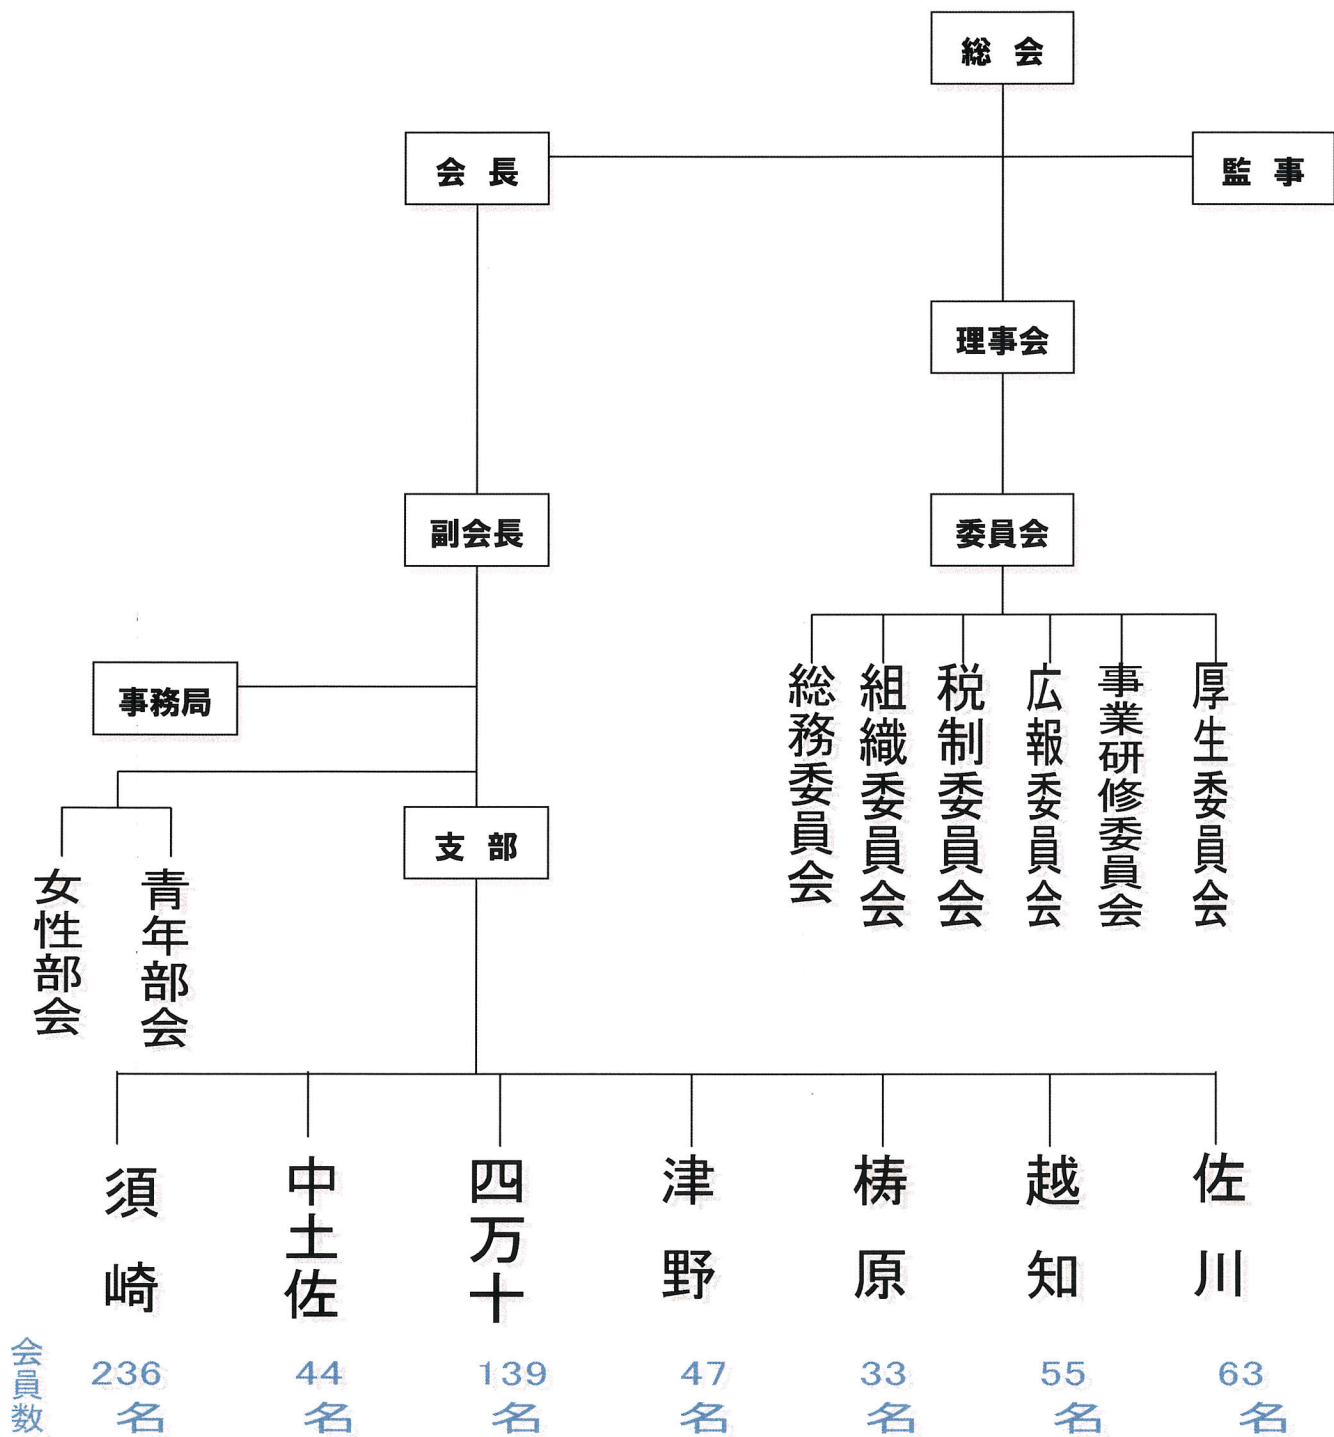 総会
会長
監事
理事会
副会長
委員会
事務局
支部
総務委員会
組織委員会
税制委員会
広報委員会
事業研修委員会
厚生委員会
女性部会
青年部会
須崎
中土佐
四万十
津野
梼原
越知
佐川
会員数
236名
44名
139名
47名
33名
55名
63名